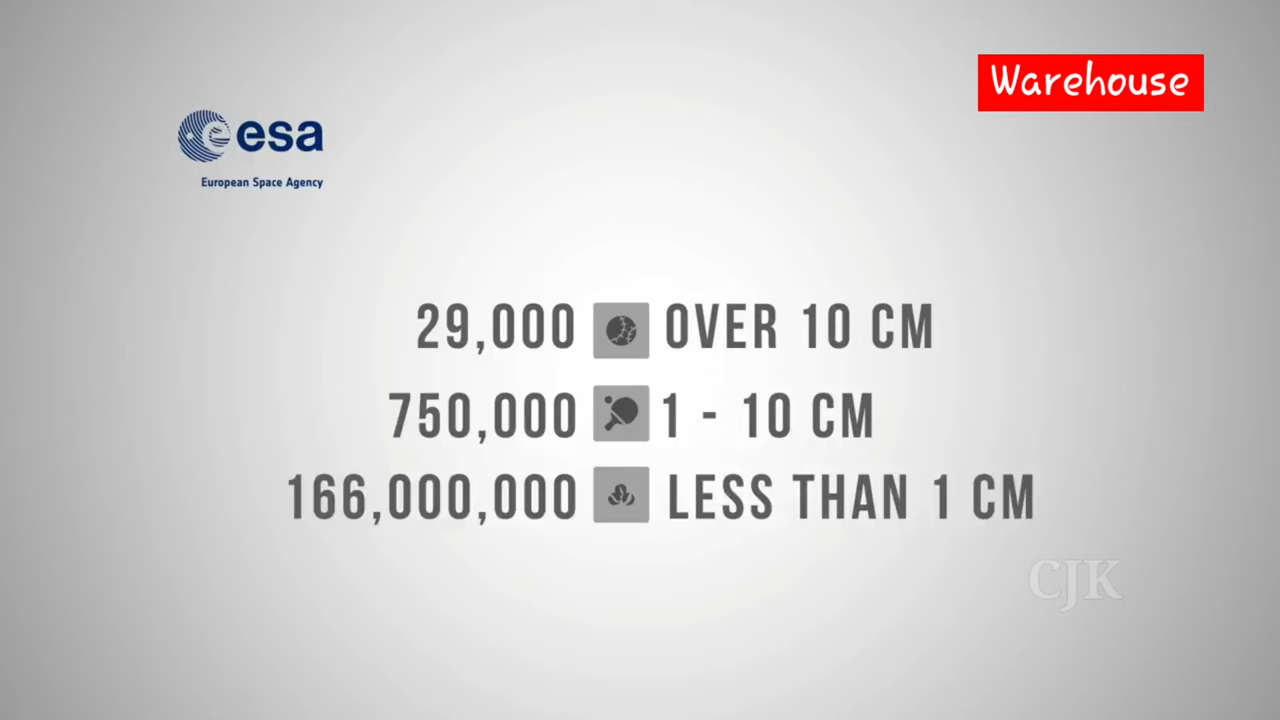 Warehouse
esa
European Space Agency
29,000 OVER 10 CM
750,000 1 - 10 CM
166,000,000 LESS THAN 1 CM
CJK